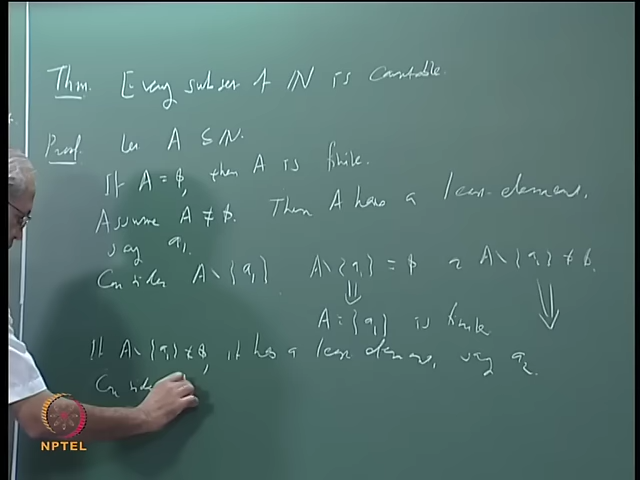 Thm. Every subset of ℕ is countable.
Proof. Let A ⊆ ℕ.
If A = ϕ, then A is finite.
Assume A ≠ ϕ. Then A has a least element,
say a₁.
Consider A \ {a₁} A \ {a₁} = ϕ or A \ {a₁} ≠ ϕ.
⇓ ⇓
A = {a₁} is finite
If A \ {a₁} ≠ ϕ, it has a least element, say a₂.
Conside
NPTEL